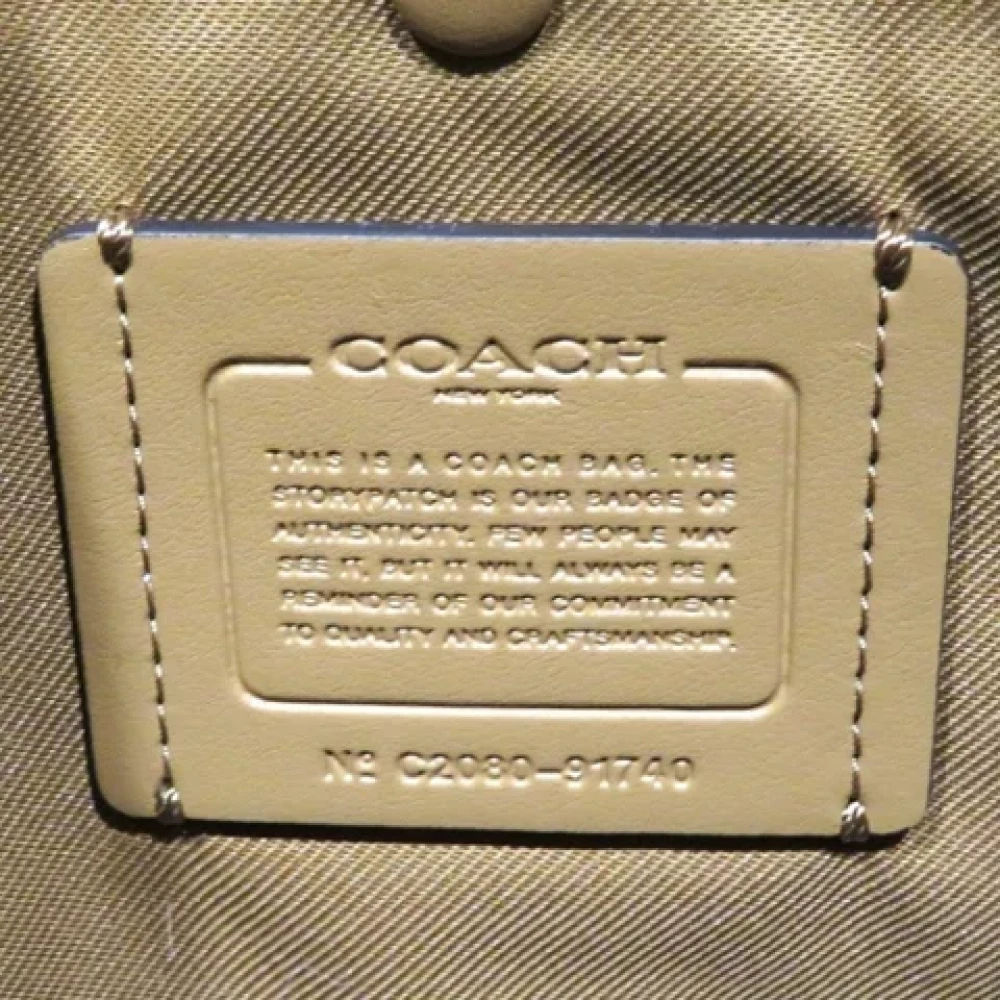 COACH
NEW YORK
THIS IS A COACH BAG. THE
STORYPATCH IS OUR BADGE OF
AUTHENTICITY. FEW PEOPLE MAY
SEE IT, BUT IT WILL ALWAYS BE A
REMINDER OF OUR COMMITMENT
TO QUALITY AND CRAFTSMANSHIP.
Nº C2080-91740